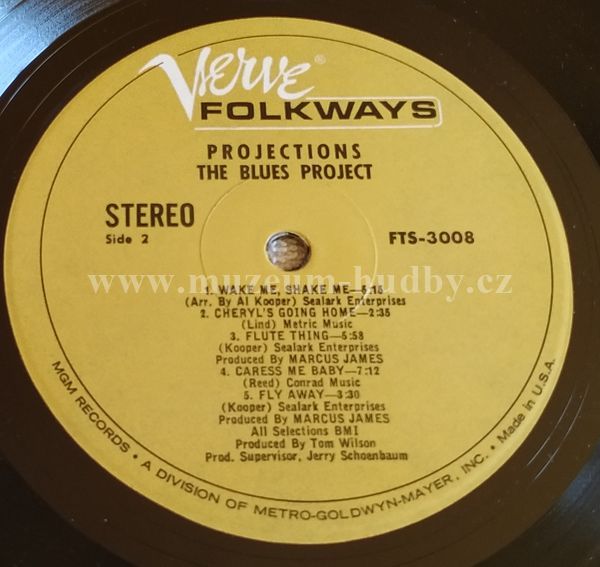 Verve®
FOLKWAYS
PROJECTIONS
THE BLUES PROJECT
STEREO
Side 2
FTS-3008
www.muzeum-hudby.cz
1. WAKE ME, SHAKE ME—5:15
(Arr. By Al Kooper) Sealark Enterprises
2. CHERYL'S GOING HOME—2:35
(Lind) Metric Music
3. FLUTE THING—5:58
(Kooper) Sealark Enterprises
Produced By MARCUS JAMES
4. CARESS ME BABY—7:12
(Reed) Conrad Music
5. FLY AWAY—3:30
(Kooper) Sealark Enterprises
Produced By MARCUS JAMES
All Selections BMI
Produced By Tom Wilson
Prod. Supervisor, Jerry Schoenbaum
MGM RECORDS • A DIVISION OF METRO-GOLDWYN-MAYER, INC. • Made in U.S.A.